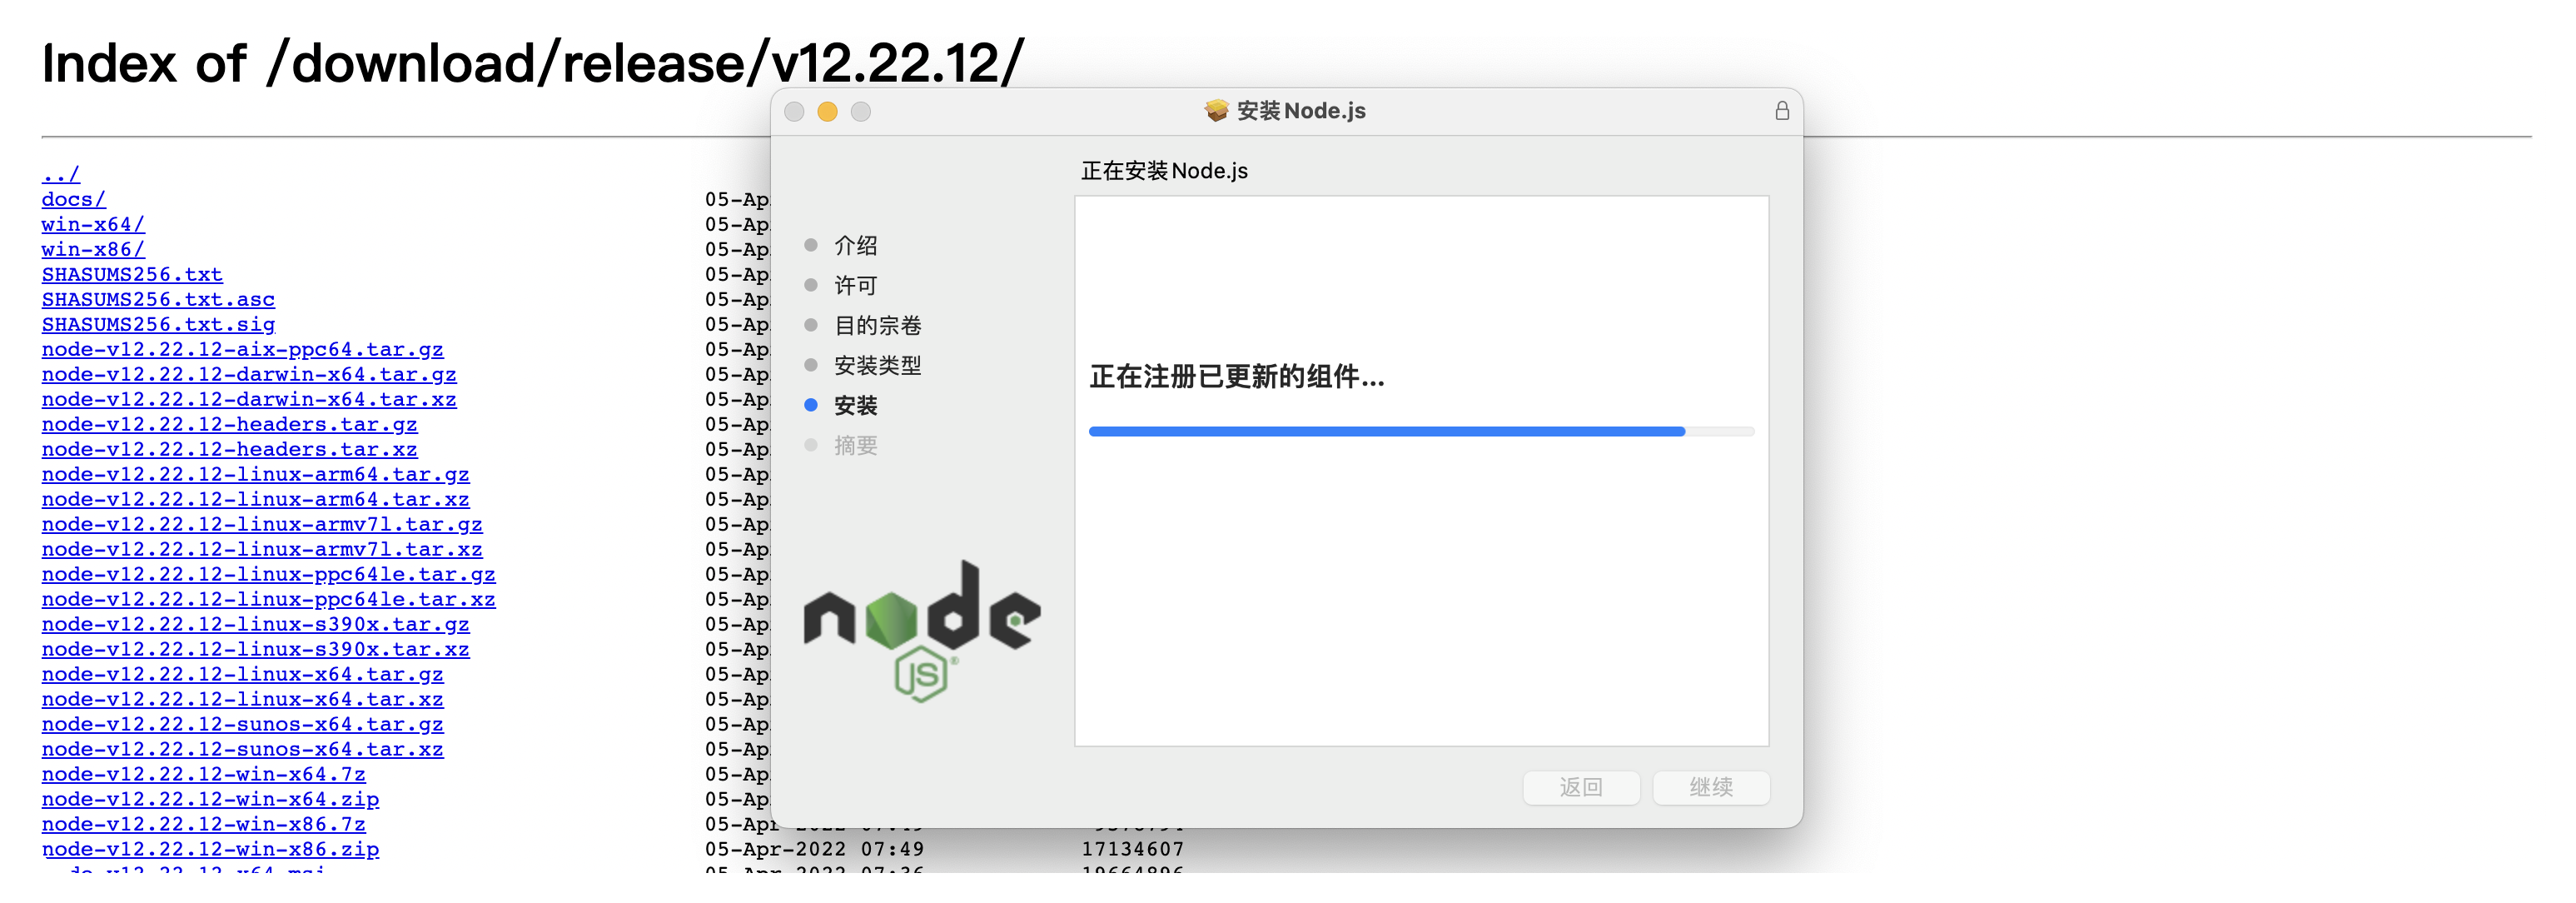 Index of /download/release/v12.22.12/
../
docs/ 05-Ap
win-x64/ 05-Ap
win-x86/ 05-Ap
SHASUMS256.txt 05-Ap
SHASUMS256.txt.asc 05-Ap
SHASUMS256.txt.sig 05-Ap
node-v12.22.12-aix-ppc64.tar.gz 05-Ap
node-v12.22.12-darwin-x64.tar.gz 05-Ap
node-v12.22.12-darwin-x64.tar.xz 05-Ap
node-v12.22.12-headers.tar.gz 05-Ap
node-v12.22.12-headers.tar.xz 05-Ap
node-v12.22.12-linux-arm64.tar.gz 05-Ap
node-v12.22.12-linux-arm64.tar.xz 05-Ap
node-v12.22.12-linux-armv7l.tar.gz 05-Ap
node-v12.22.12-linux-armv7l.tar.xz 05-Ap
node-v12.22.12-linux-ppc64le.tar.gz 05-Ap
node-v12.22.12-linux-ppc64le.tar.xz 05-Ap
node-v12.22.12-linux-s390x.tar.gz 05-Ap
node-v12.22.12-linux-s390x.tar.xz 05-Ap
node-v12.22.12-linux-x64.tar.gz 05-Ap
node-v12.22.12-linux-x64.tar.xz 05-Ap
node-v12.22.12-sunos-x64.tar.gz 05-Ap
node-v12.22.12-sunos-x64.tar.xz 05-Ap
node-v12.22.12-win-x64.7z 05-Ap
node-v12.22.12-win-x64.zip 05-Ap
node-v12.22.12-win-x86.7z 05-Apr-2022 07:49
node-v12.22.12-win-x86.zip 05-Apr-2022 07:49 17134607
安装Node.js
正在安装Node.js
介绍
许可
目的宗卷
安装类型
安装
摘要
正在注册已更新的组件...
node
JS
返回
继续